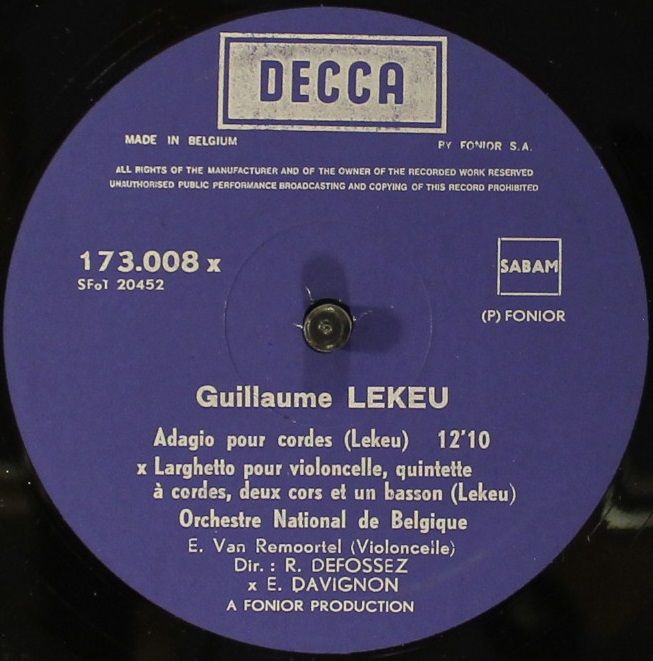 DECCA
MADE IN BELGIUM
BY FONIOR S.A.
ALL RIGHTS OF THE MANUFACTURER AND OF THE OWNER OF THE RECORDED WORK RESERVED
UNAUTHORISED PUBLIC PERFORMANCE BROADCASTING AND COPYING OF THIS RECORD PROHIBITED
173.008 x
SFoT 20452
SABAM
(P) FONIOR
Guillaume LEKEU
Adagio pour cordes (Lekeu) 12'10
x Larghetto pour violoncelle, quintette
à cordes, deux cors et un basson (Lekeu)
Orchestre National de Belgique
E. Van Remoortel (Violoncelle)
Dir. : R. DEFOSSEZ
x E. DAVIGNON
A FONIOR PRODUCTION